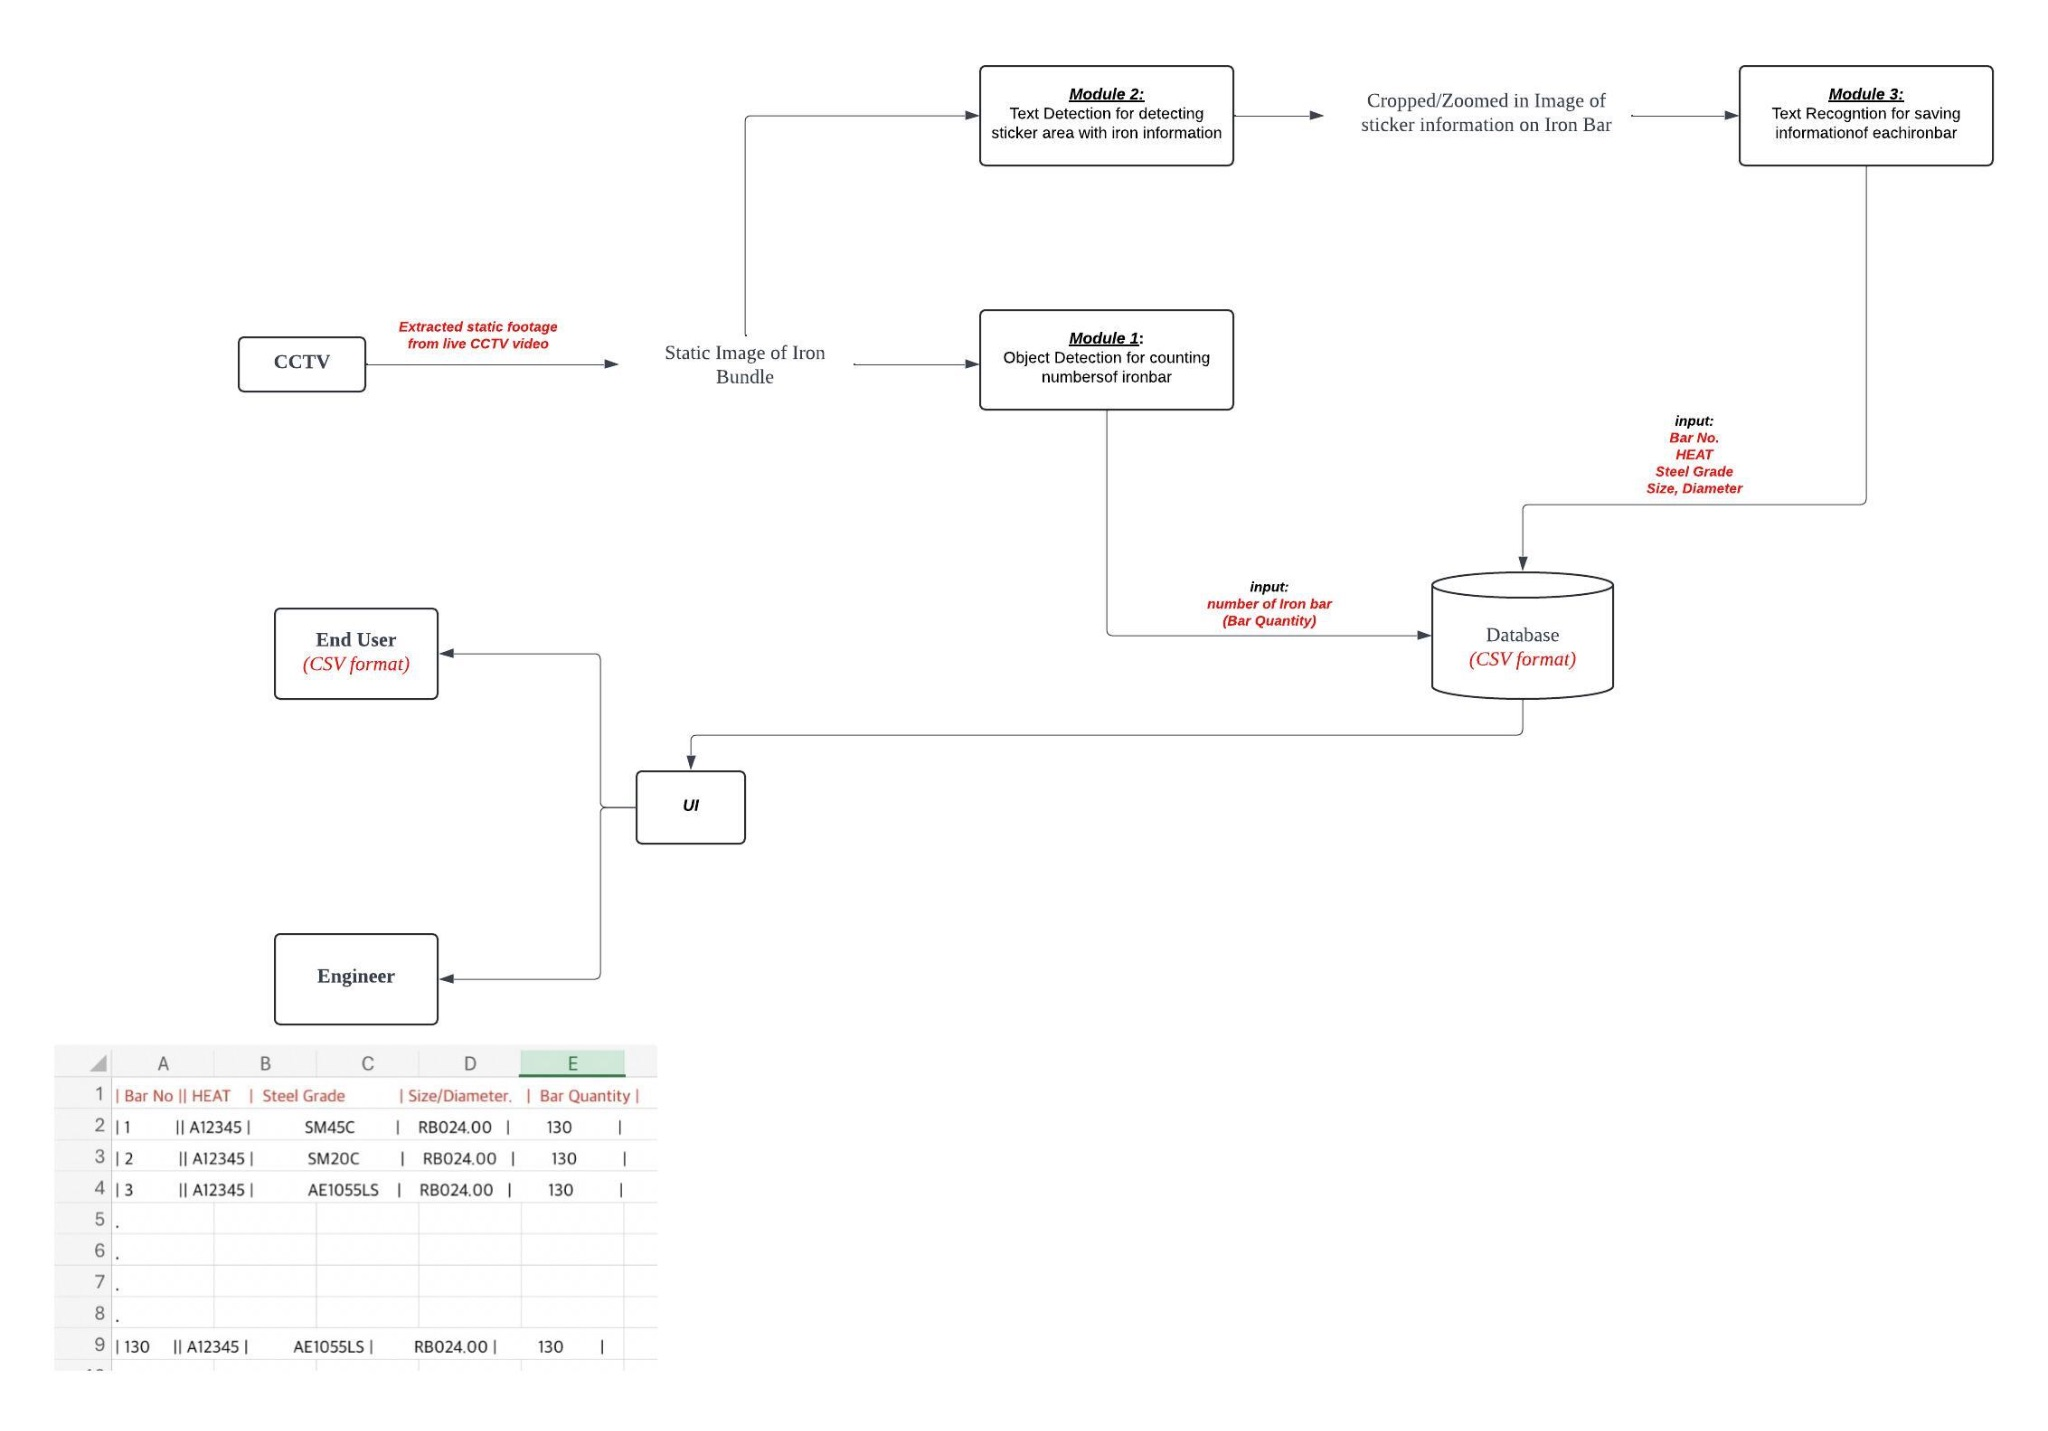 Module 2:
Text Detection for detecting
sticker area with iron information
Cropped/Zoomed in Image of
sticker information on Iron Bar
Module 3:
Text Recogntion for saving
informationof eachironbar
CCTV
Extracted static footage
from live CCTV video
Static Image of Iron
Bundle
Module 1:
Object Detection for counting
numbersof ironbar
input:
Bar No.
HEAT
Steel Grade
Size, Diameter
input:
number of Iron bar
(Bar Quantity)
Database
(CSV format)
End User
(CSV format)
UI
Engineer
A B C D E
1 | Bar No || HEAT | Steel Grade | Size/Diameter. | Bar Quantity |
2 | 1 || A12345 | SM45C | RB024.00 | 130 |
3 | 2 || A12345 | SM20C | RB024.00 | 130 |
4 | 3 || A12345 | AE1055LS | RB024.00 | 130 |
5 .
6 .
7 .
8 .
9 | 130 || A12345 | AE1055LS | RB024.00 | 130 |